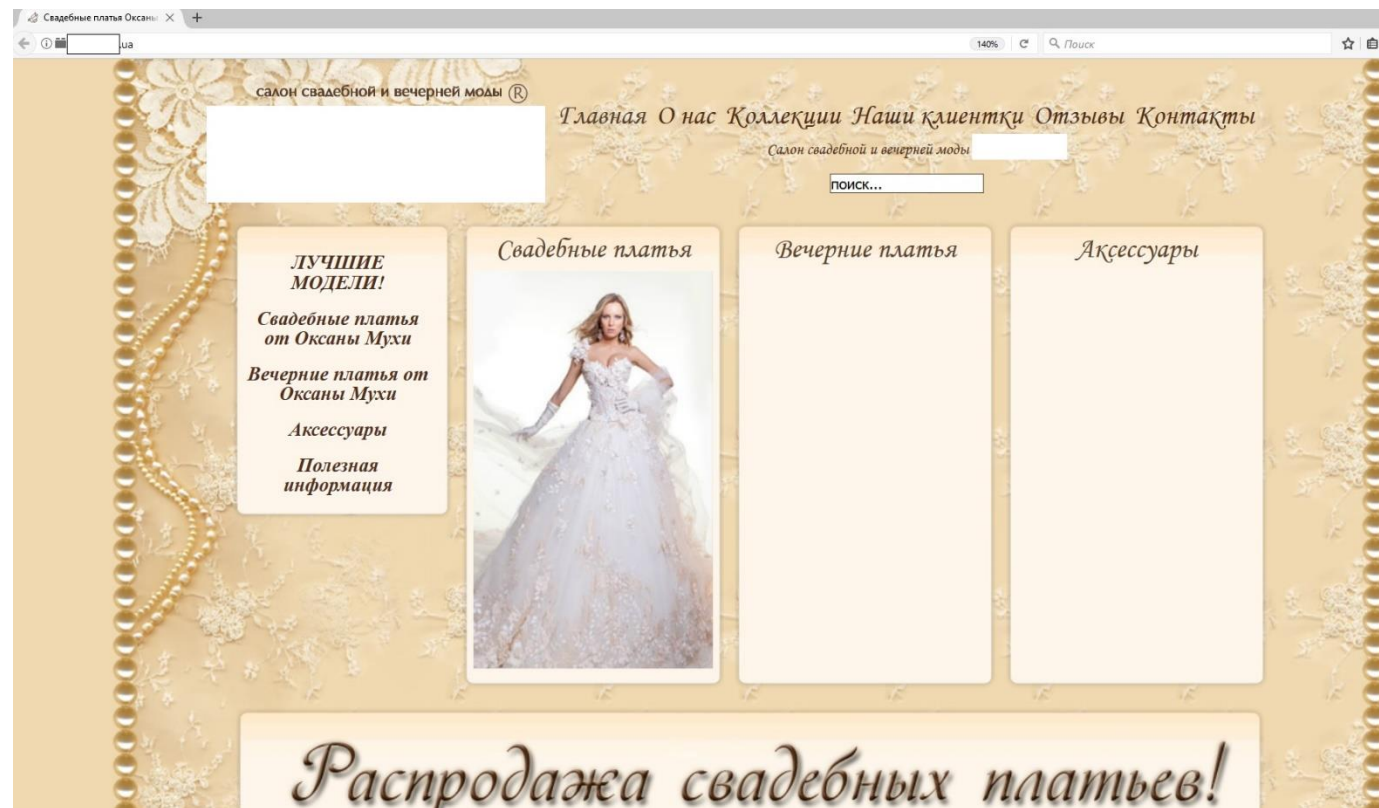 Свадебные платья Оксаны
.ua
140%
Поиск
салон свадебной и вечерней моды ®
Главная О нас Коллекции Наши клиентки Отзывы Контакты
Салон свадебной и вечерней моды
поиск...
ЛУЧШИЕ
МОДЕЛИ!
Свадебные платья
от Оксаны Мухи
Вечерние платья от
Оксаны Мухи
Аксессуары
Полезная
информация
Свадебные платья
Вечерние платья
Аксессуары
Распродажа свадебных платьев!